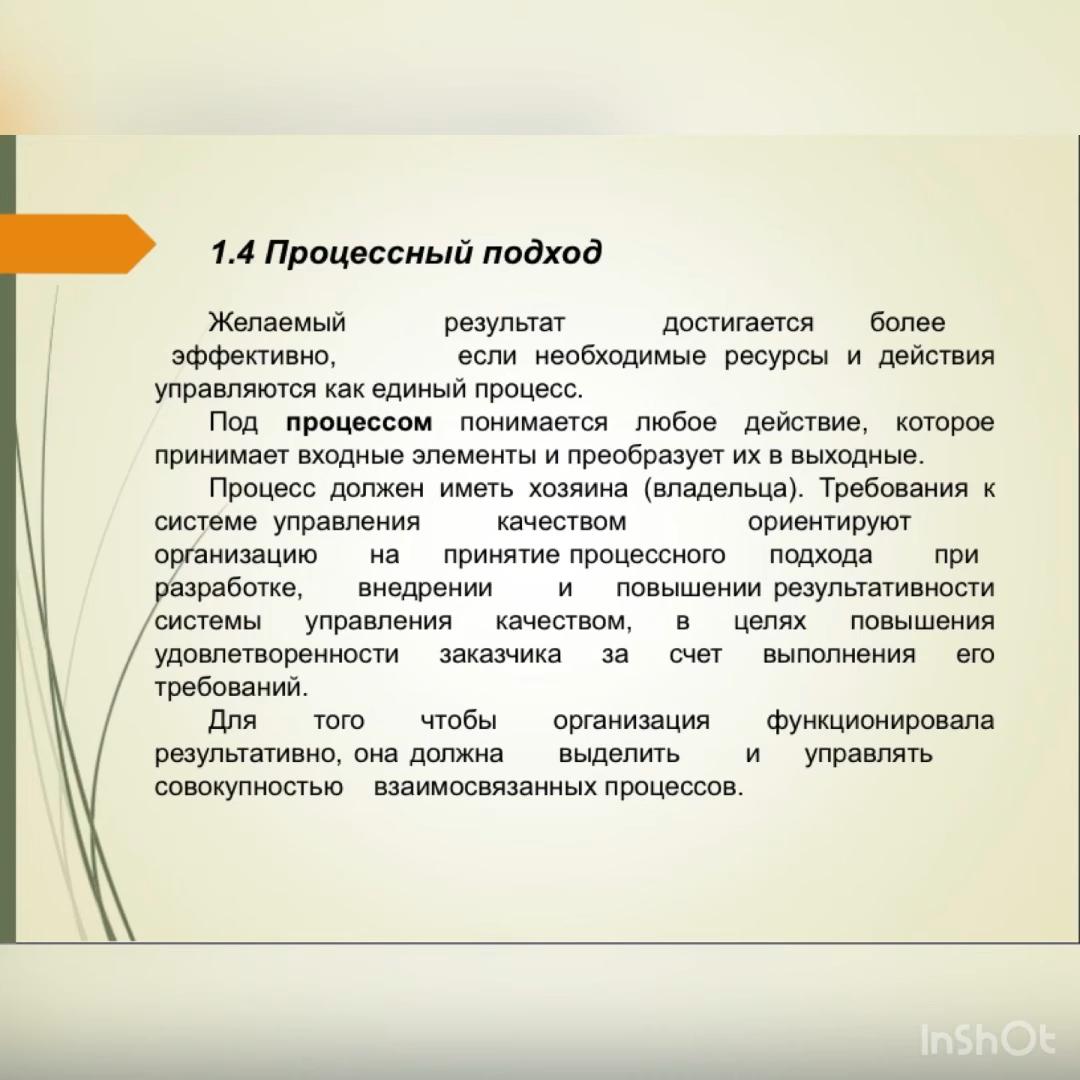 1.4 Процессный подход
Желаемый результат достигается более
эффективно, если необходимые ресурсы и действия
управляются как единый процесс.
Под процессом понимается любое действие, которое
принимает входные элементы и преобразует их в выходные.
Процесс должен иметь хозяина (владельца). Требования к
системе управления качеством ориентируют
организацию на принятие процессного подхода при
разработке, внедрении и повышении результативности
системы управления качеством, в целях повышения
удовлетворенности заказчика за счет выполнения его
требований.
Для того чтобы организация функционировала
результативно, она должна выделить и управлять
совокупностью взаимосвязанных процессов.
InShOt